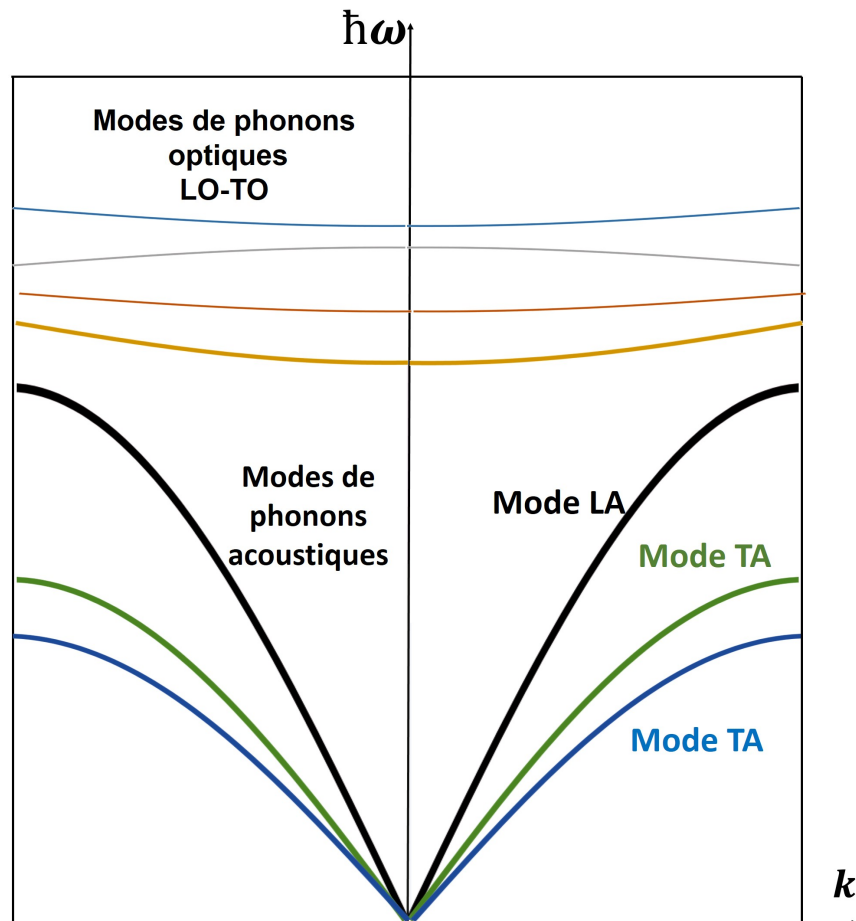 ħω
Modes de phonons
optiques
LO-TO
Modes de
phonons
acoustiques
Mode LA
Mode TA
Mode TA
k